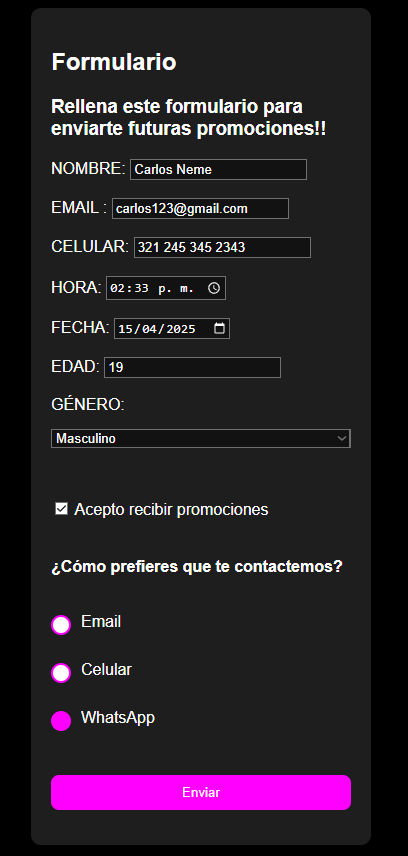 Formulario
Rellena este formulario para
enviarte futuras promociones!!
NOMBRE: Carlos Neme
EMAIL : carlos123@gmail.com
CELULAR: 321 245 345 2343
HORA: 02:33 p. m.
FECHA: 15/04/2025
EDAD: 19
GÉNERO:
Masculino
Acepto recibir promociones
¿Cómo prefieres que te contactemos?
Email
Celular
WhatsApp
Enviar